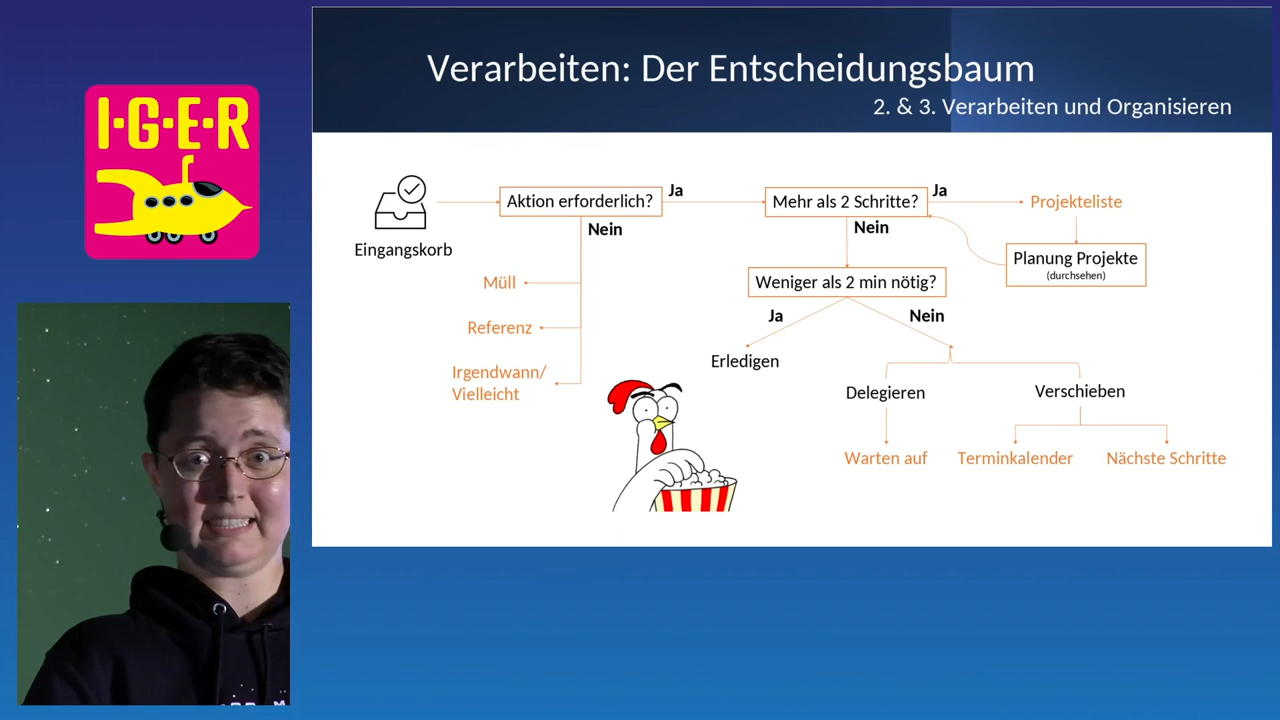 I·G·E·R
Verarbeiten: Der Entscheidungsbaum
2. & 3. Verarbeiten und Organisieren
Eingangskorb
Aktion erforderlich?
Ja
Nein
Müll
Referenz
Irgendwann/
Vielleicht
Mehr als 2 Schritte?
Ja
Nein
Projekteliste
Planung Projekte
(durchsehen)
Weniger als 2 min nötig?
Ja
Nein
Erledigen
Delegieren
Verschieben
Warten auf
Terminkalender
Nächste Schritte